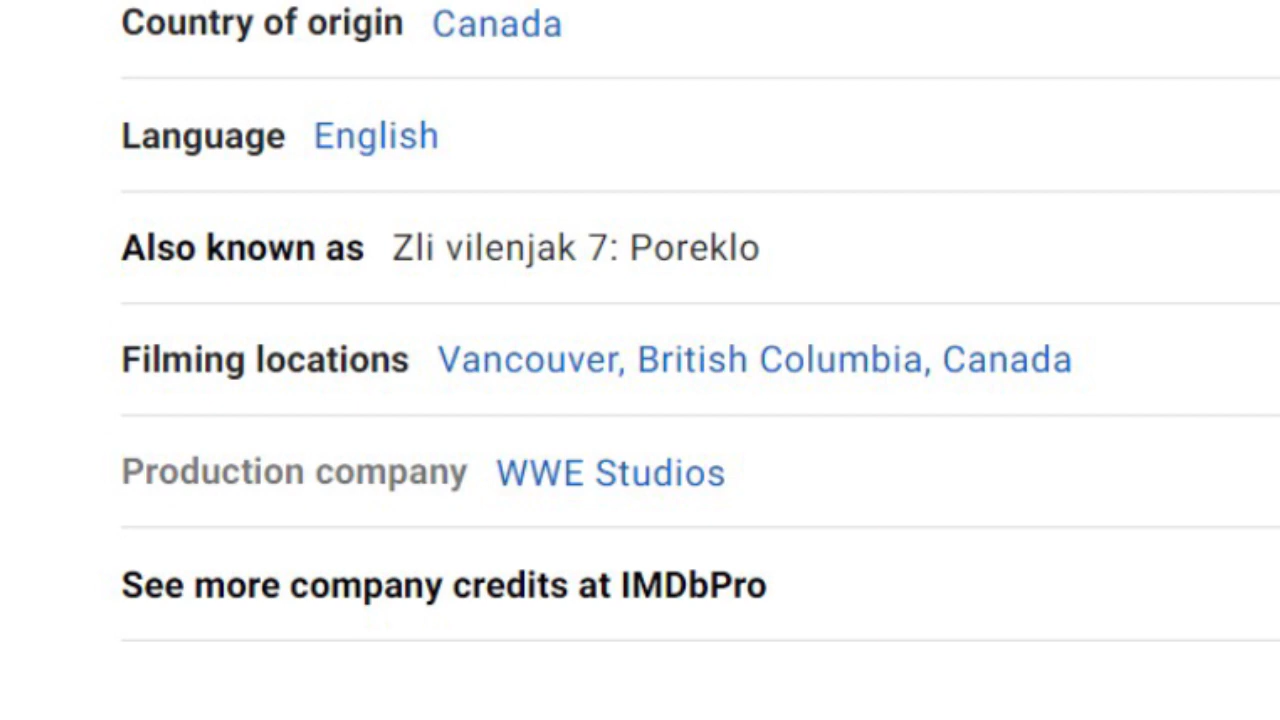 Country of origin Canada
Language English
Also known as Zli vilenjak 7: Poreklo
Filming locations Vancouver, British Columbia, Canada
Production company WWE Studios
See more company credits at IMDbPro